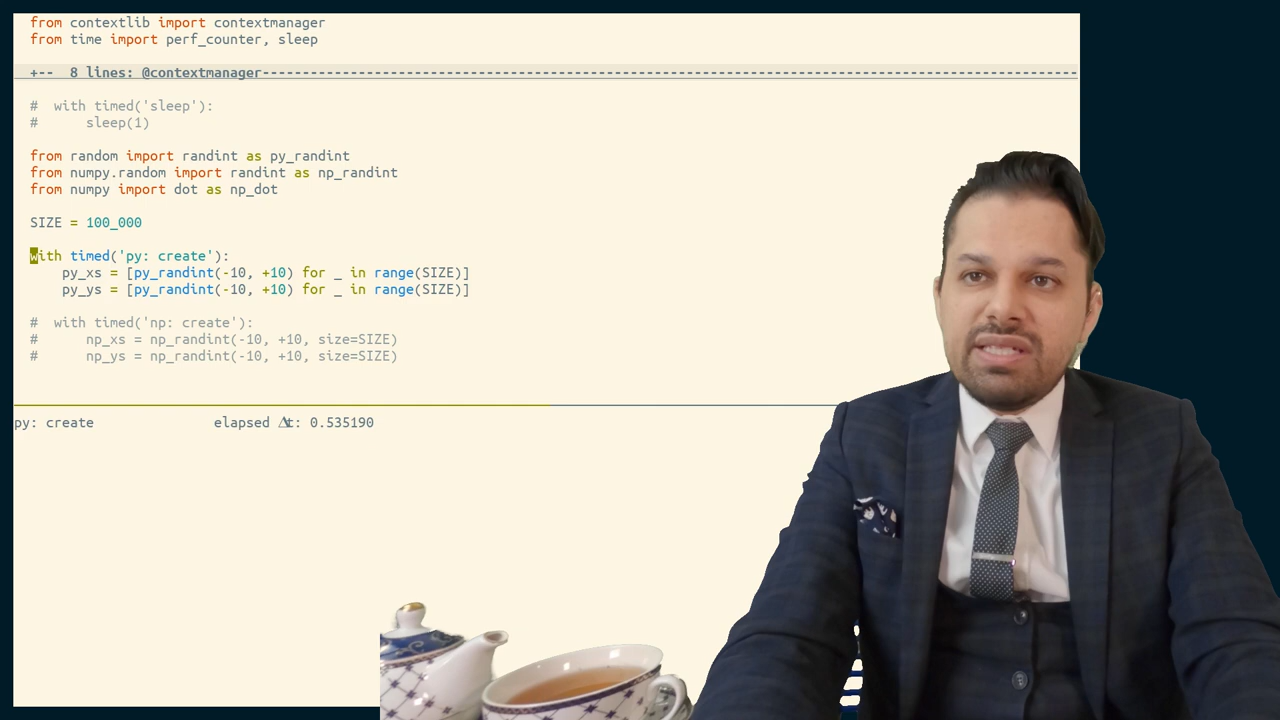 from contextlib import contextmanager
from time import perf_counter, sleep
+--  8 lines: @contextmanager------------------------------------------------------------------------------------------------------
#  with timed('sleep'):
#      sleep(1)
from random import randint as py_randint
from numpy.random import randint as np_randint
from numpy import dot as np_dot
SIZE = 100_000
with timed('py: create'):
    py_xs = [py_randint(-10, +10) for _ in range(SIZE)]
    py_ys = [py_randint(-10, +10) for _ in range(SIZE)]
#  with timed('np: create'):
#      np_xs = np_randint(-10, +10, size=SIZE)
#      np_ys = np_randint(-10, +10, size=SIZE)
py: create               elapsed Δt: 0.535190